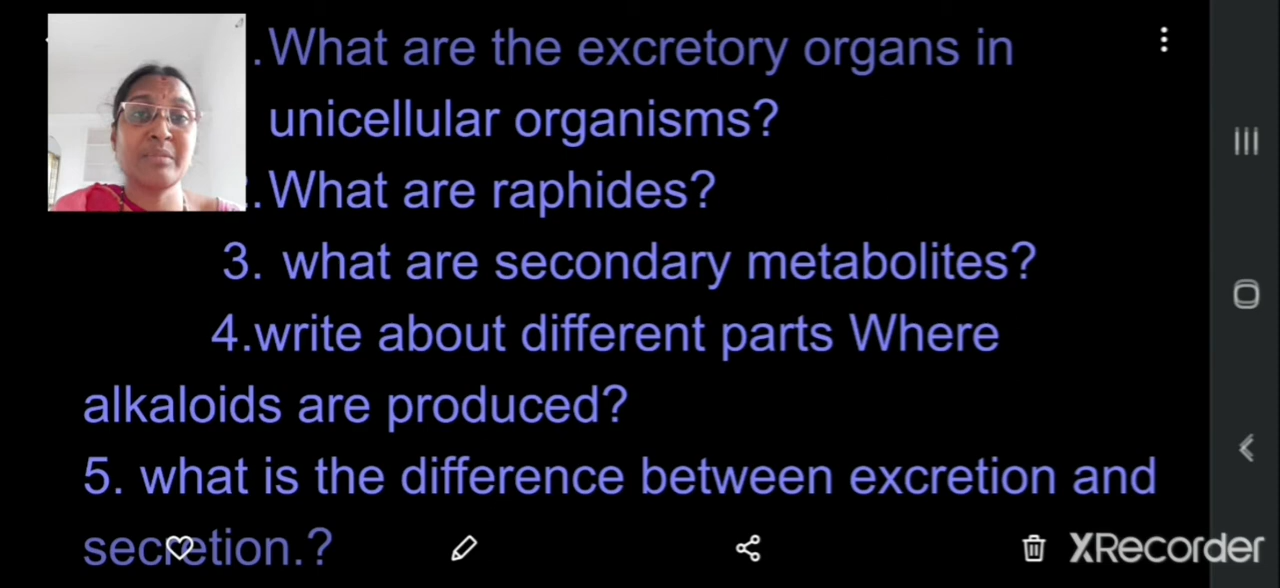 .What are the excretory organs in
unicellular organisms?
.What are raphides?
3. what are secondary metabolites?
4.write about different parts Where
alkaloids are produced?
5. what is the difference between excretion and
secretion.?
XRecorder